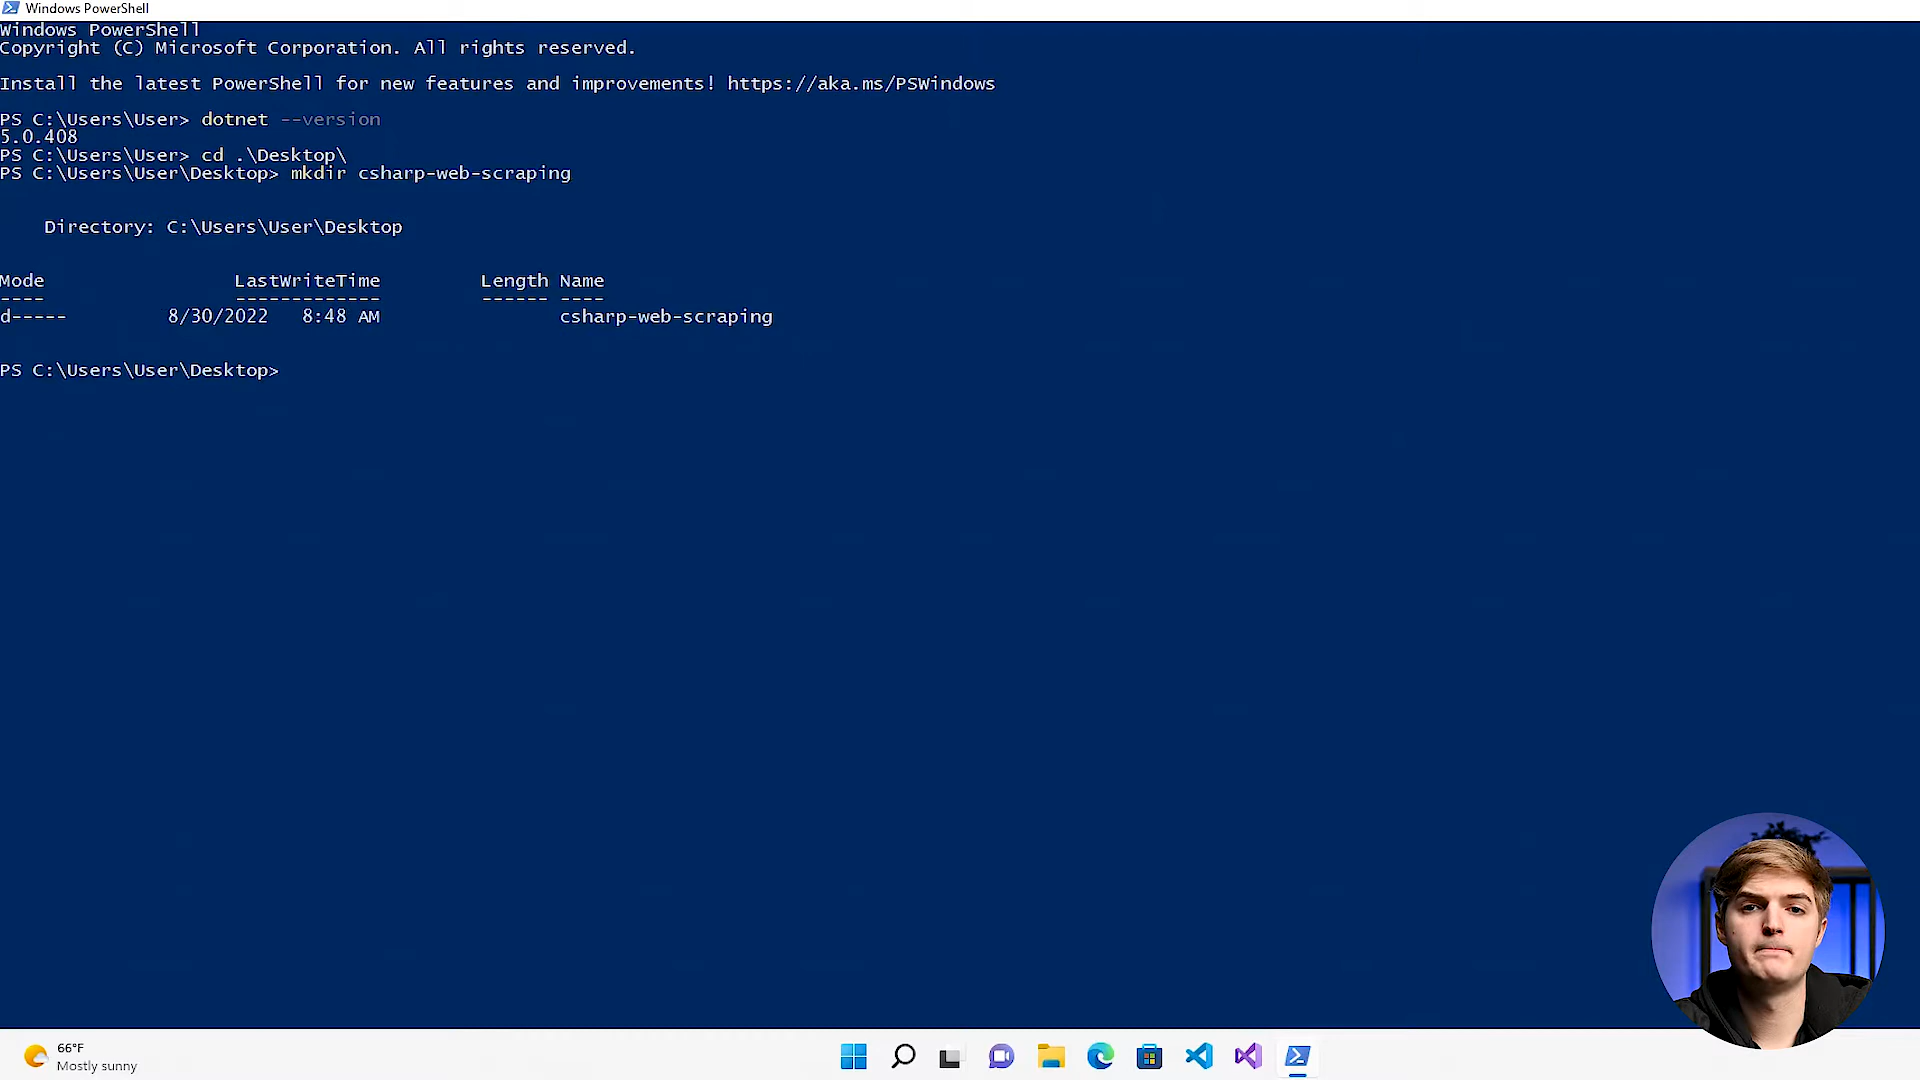 Windows PowerShell
Windows PowerShell
Copyright (C) Microsoft Corporation. All rights reserved.
Install the latest PowerShell for new features and improvements! https://aka.ms/PSWindows
PS C:\Users\User> dotnet --version
5.0.408
PS C:\Users\User> cd .\Desktop\
PS C:\Users\User\Desktop> mkdir csharp-web-scraping
Directory: C:\Users\User\Desktop
Mode LastWriteTime Length Name
---- ------------- ------ ----
d----- 8/30/2022 8:48 AM csharp-web-scraping
PS C:\Users\User\Desktop>
66°F
Mostly sunny